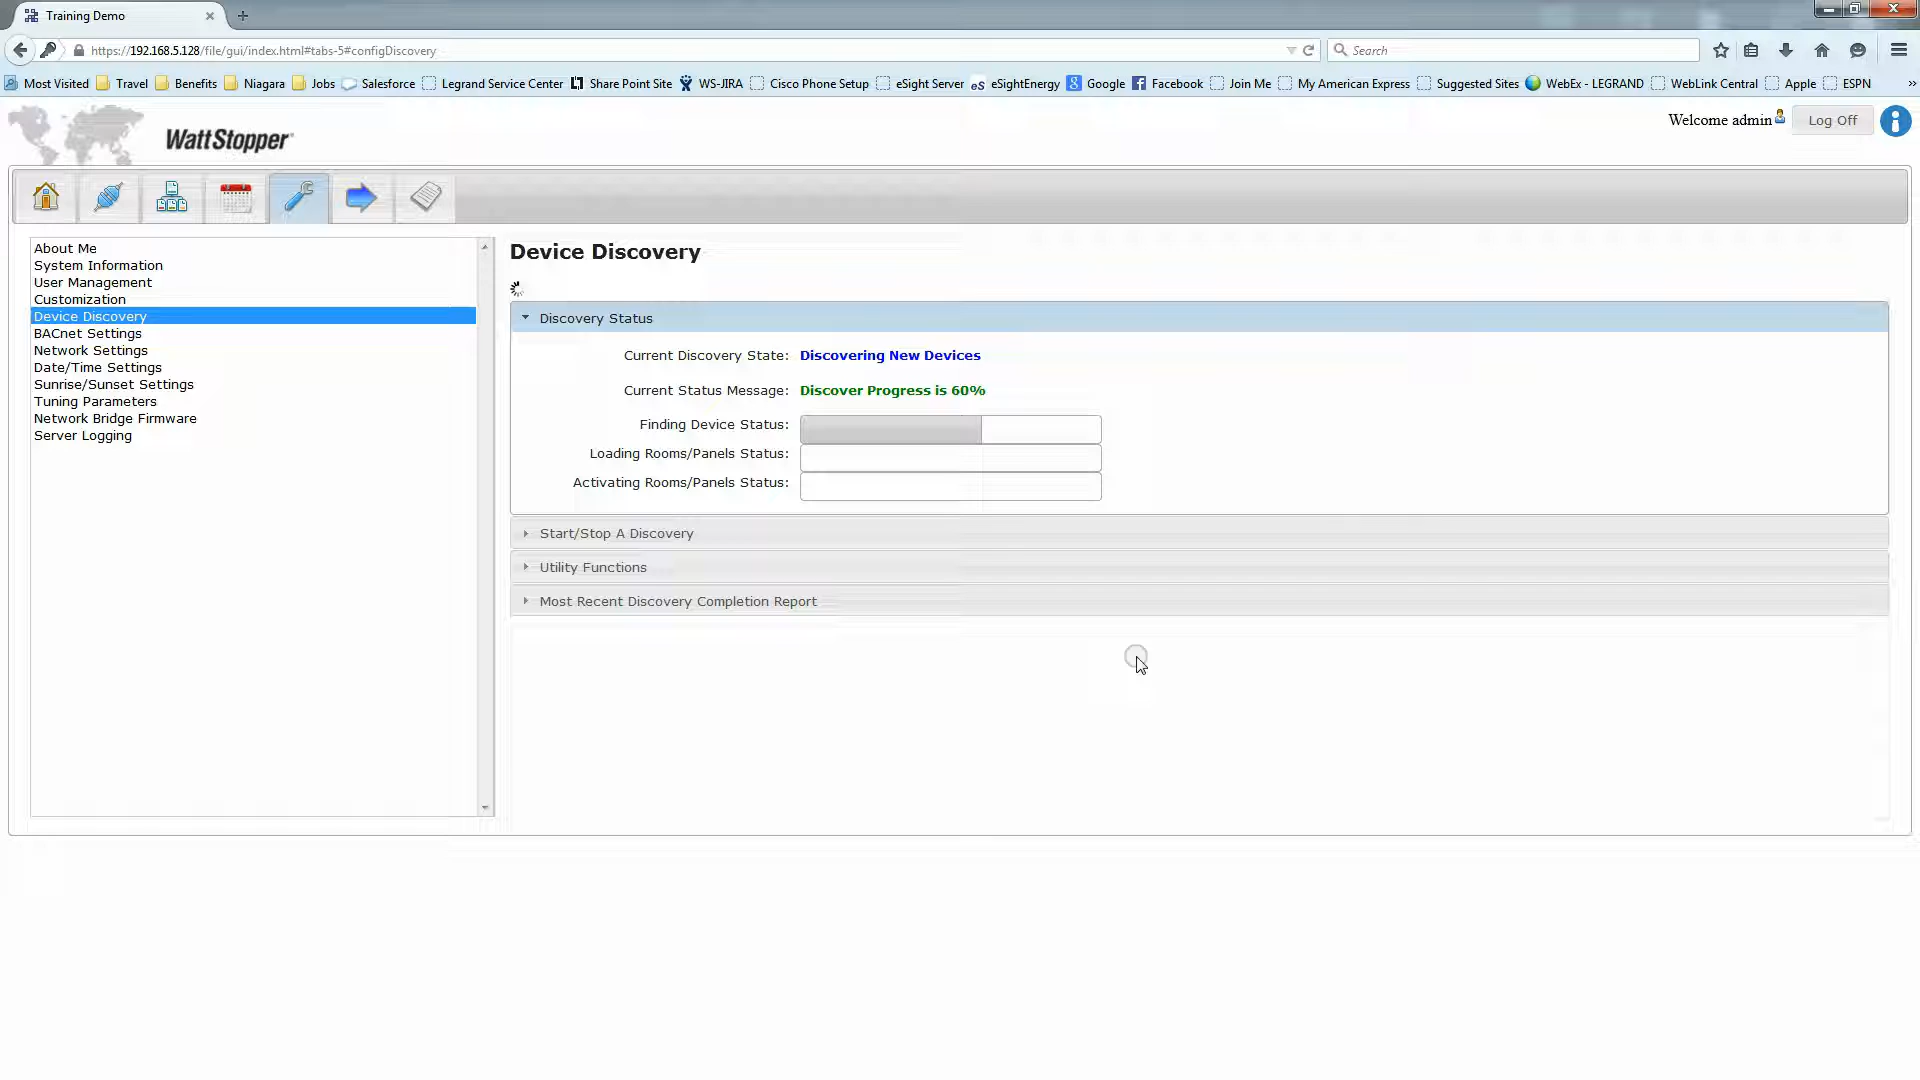 Training Demo
https://192.168.5.128/file/gui/index.html#tabs-5#configDiscovery
Search
Most Visited Travel Benefits Niagara Jobs Salesforce Legrand Service Center Share Point Site WS-JIRA Cisco Phone Setup eSight Server eS eSightEnergy Google Facebook Join Me My American Express Suggested Sites WebEx - LEGRAND WebLink Central Apple ESPN
WattStopper
Welcome admin
Log Off
About Me
System Information
User Management
Customization
Device Discovery
BACnet Settings
Network Settings
Date/Time Settings
Sunrise/Sunset Settings
Tuning Parameters
Network Bridge Firmware
Server Logging
Device Discovery
Discovery Status
Current Discovery State: Discovering New Devices
Current Status Message: Discover Progress is 60%
Finding Device Status:
Loading Rooms/Panels Status:
Activating Rooms/Panels Status:
Start/Stop A Discovery
Utility Functions
Most Recent Discovery Completion Report